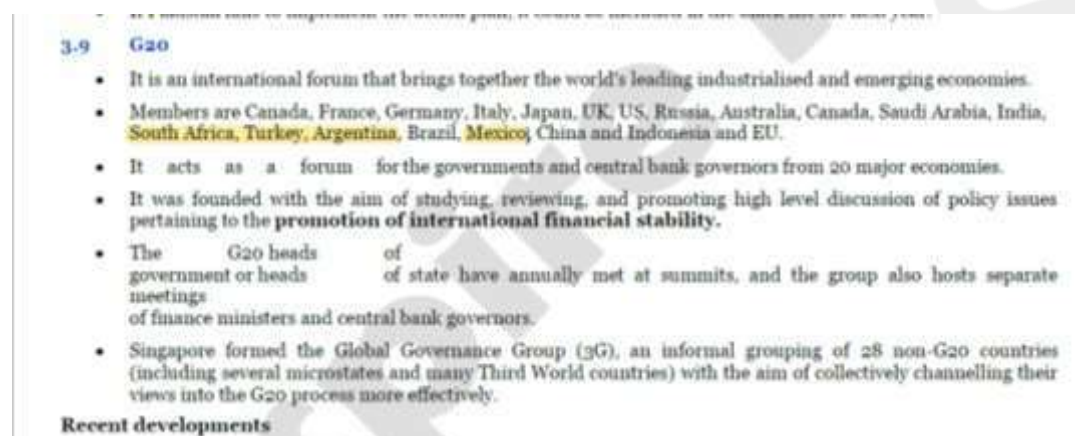 3.9 G20
• It is an international forum that brings together the world's leading industrialised and emerging economies.
• Members are Canada, France, Germany, Italy, Japan, UK, US, Russia, Australia, Canada, Saudi Arabia, India,
South Africa, Turkey, Argentina, Brazil, Mexico, China and Indonesia and EU.
• It acts as a forum for the governments and central bank governors from 20 major economies.
• It was founded with the aim of studying, reviewing, and promoting high level discussion of policy issues
pertaining to the promotion of international financial stability.
• The G20 heads of
government or heads of state have annually met at summits, and the group also hosts separate
meetings
of finance ministers and central bank governors.
• Singapore formed the Global Governance Group (3G), an informal grouping of 28 non-G20 countries
(including several microstates and many Third World countries) with the aim of collectively channelling their
views into the G20 process more effectively.
Recent developments